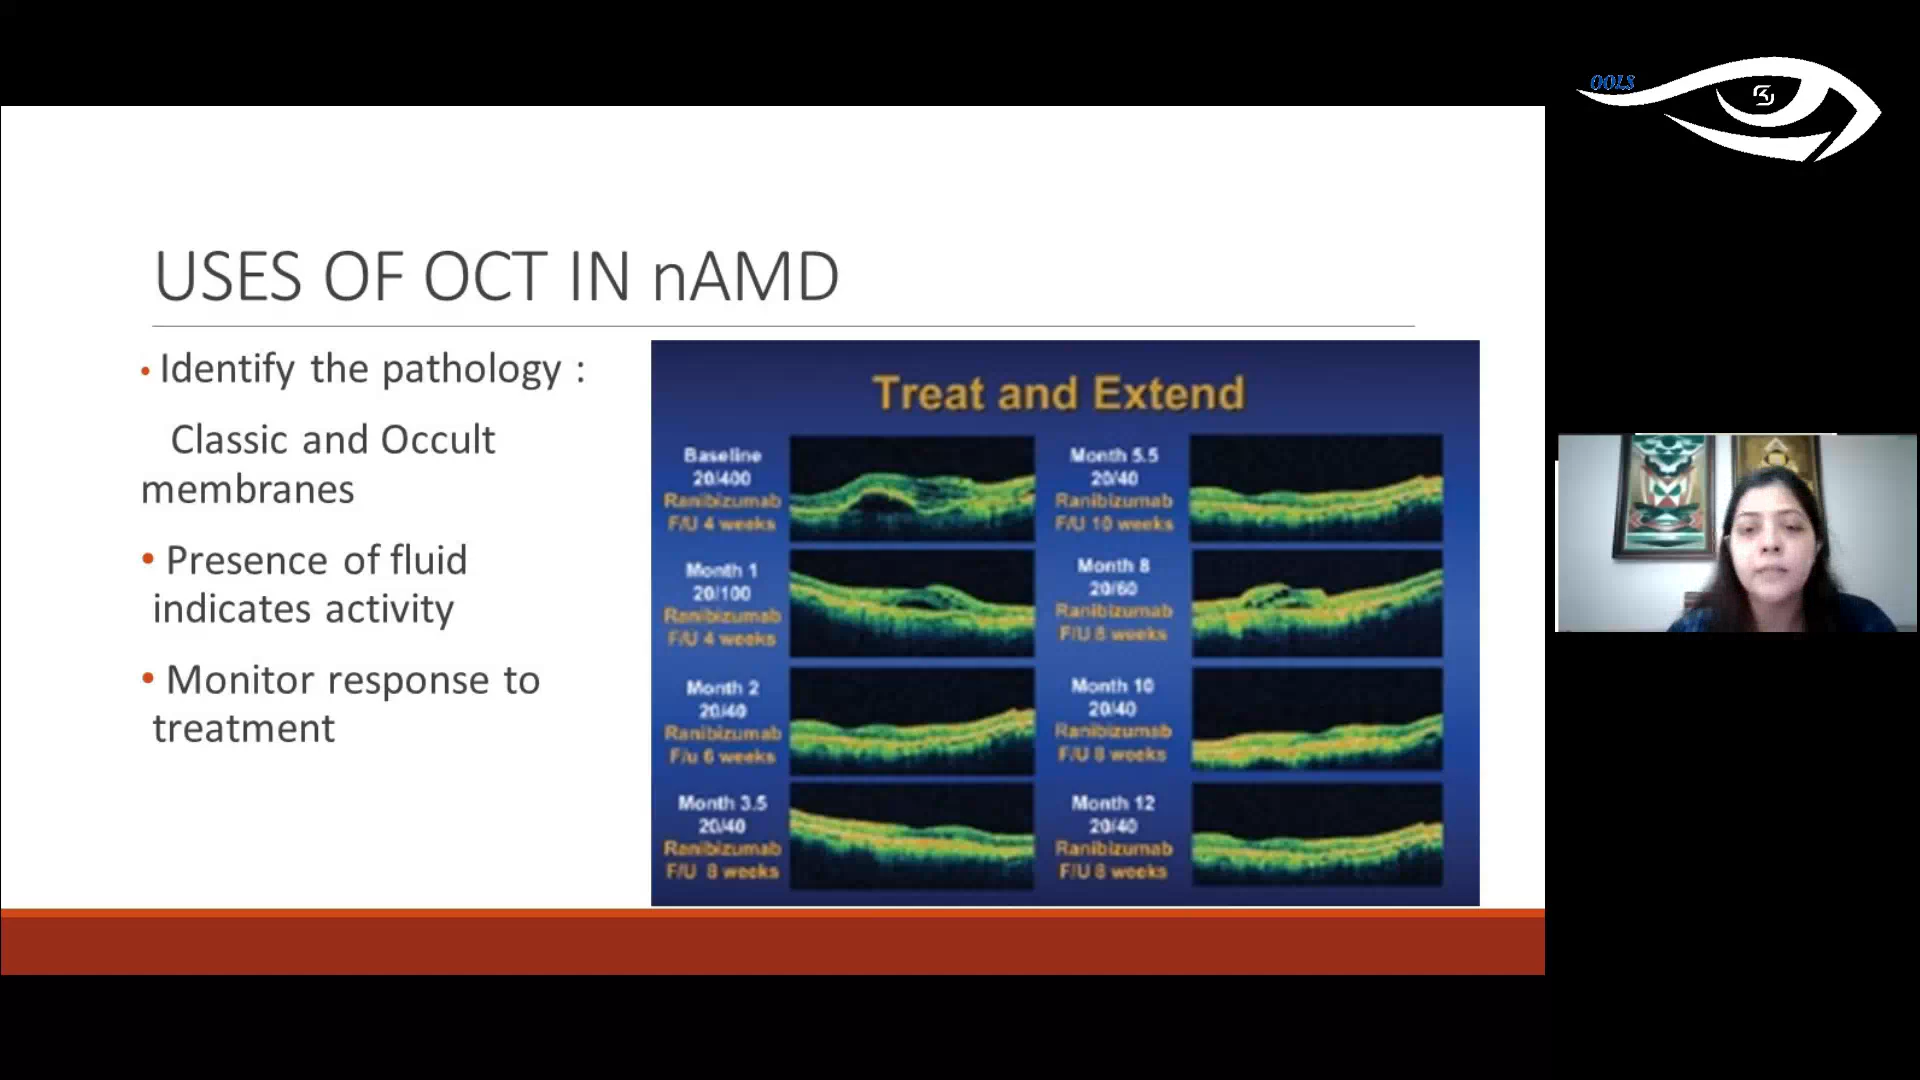 OOLS
USES OF OCT IN nAMD
• Identify the pathology :
Classic and Occult
membranes
• Presence of fluid
indicates activity
• Monitor response to
treatment
Treat and Extend
Baseline
20/400
Ranibizumab
F/U 4 weeks
Month 1
20/100
Ranibizumab
F/U 4 weeks
Month 2
20/40
Ranibizumab
F/u 6 weeks
Month 3.5
20/40
Ranibizumab
F/U 8 weeks
Month 5.5
20/40
Ranibizumab
F/U 10 weeks
Month 8
20/60
Ranibizumab
F/U 8 weeks
Month 10
20/40
Ranibizumab
F/U 8 weeks
Month 12
20/40
Ranibizumab
F/U 8 weeks